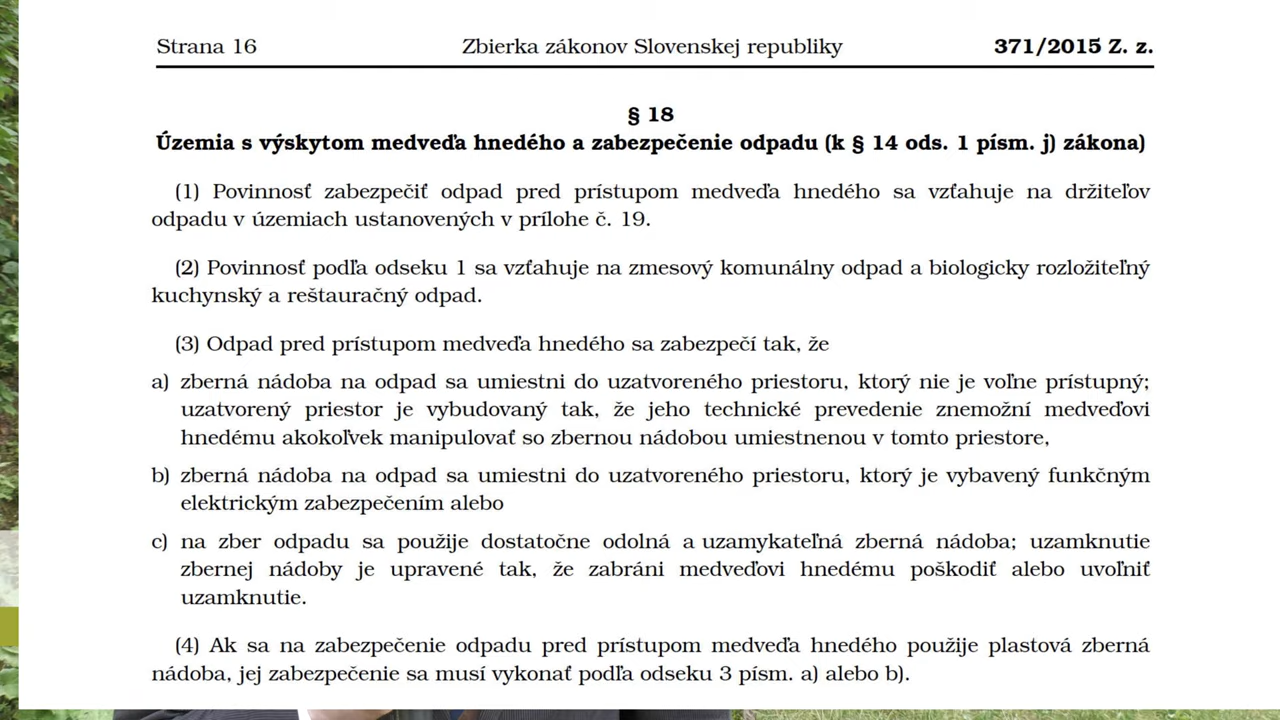 Strana 16 Zbierka zákonov Slovenskej republiky 371/2015 Z. z.
§ 18
Územia s výskytom medveďa hnedého a zabezpečenie odpadu (k § 14 ods. 1 písm. j) zákona)
(1) Povinnosť zabezpečiť odpad pred prístupom medveďa hnedého sa vzťahuje na držiteľov
odpadu v územiach ustanovených v prílohe č. 19.
(2) Povinnosť podľa odseku 1 sa vzťahuje na zmesový komunálny odpad a biologicky rozložiteľný
kuchynský a reštauračný odpad.
(3) Odpad pred prístupom medveďa hnedého sa zabezpečí tak, že
a) zberná nádoba na odpad sa umiestni do uzatvoreného priestoru, ktorý nie je voľne prístupný;
uzatvorený priestor je vybudovaný tak, že jeho technické prevedenie znemožní medveďovi
hnedému akokoľvek manipulovať so zbernou nádobou umiestnenou v tomto priestore,
b) zberná nádoba na odpad sa umiestni do uzatvoreného priestoru, ktorý je vybavený funkčným
elektrickým zabezpečením alebo
c) na zber odpadu sa použije dostatočne odolná a uzamykateľná zberná nádoba; uzamknutie
zbernej nádoby je upravené tak, že zabráni medveďovi hnedému poškodiť alebo uvoľniť
uzamknutie.
(4) Ak sa na zabezpečenie odpadu pred prístupom medveďa hnedého použije plastová zberná
nádoba, jej zabezpečenie sa musí vykonať podľa odseku 3 písm. a) alebo b).